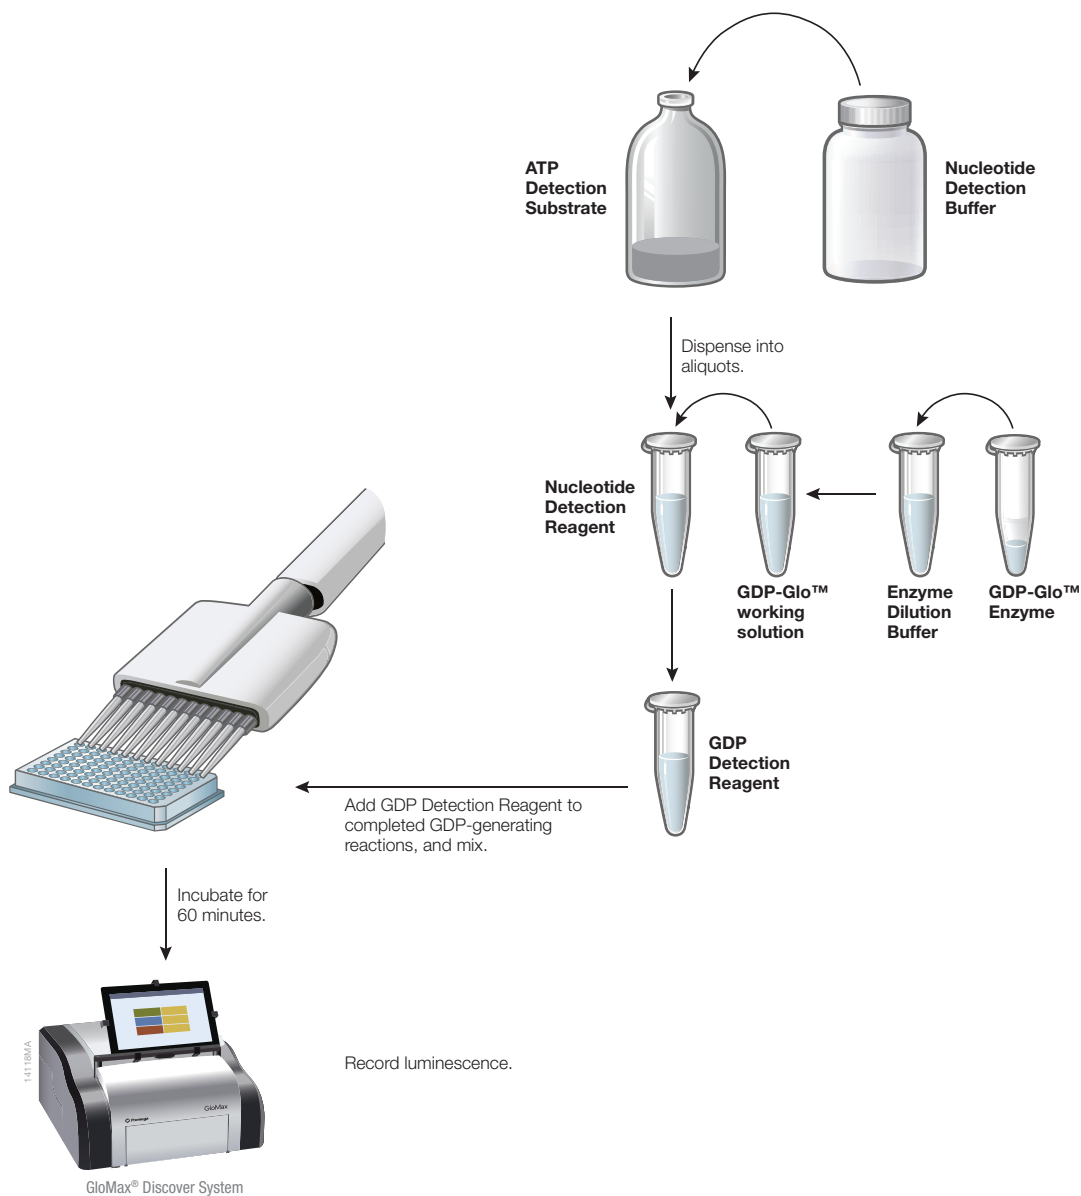 ATP
Detection
Substrate
Nucleotide
Detection
Buffer
Dispense into
aliquots.
Nucleotide
Detection
Reagent
GDP-Glo™
working
solution
Enzyme
Dilution
Buffer
GDP-Glo™
Enzyme
GDP
Detection
Reagent
Add GDP Detection Reagent to
completed GDP-generating
reactions, and mix.
Incubate for
60 minutes.
14118MA
Promega
GloMax
Record luminescence.
GloMax® Discover System